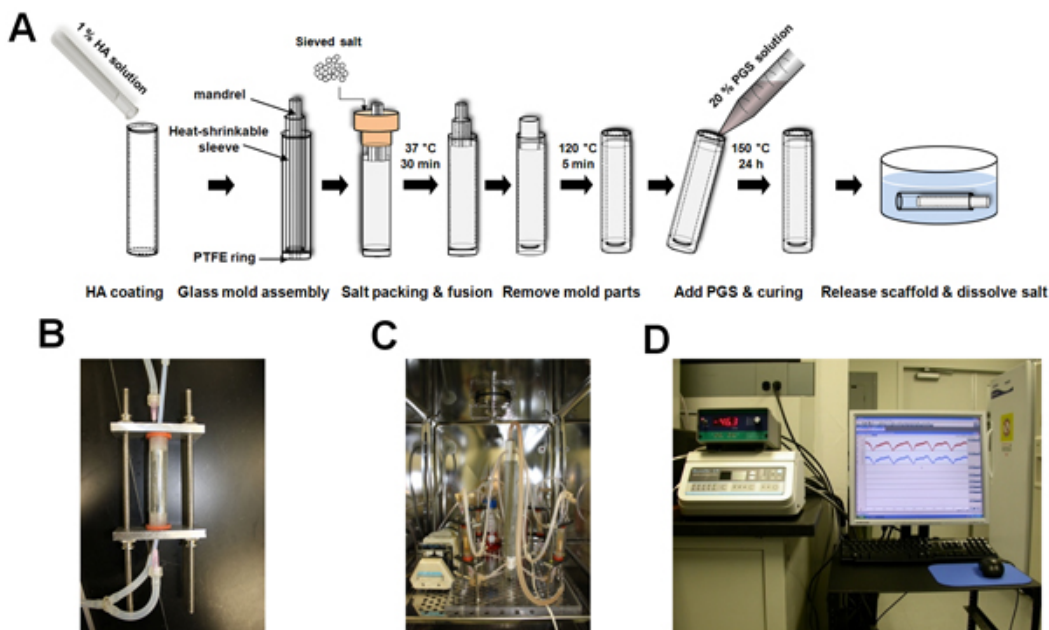 A
1 % HA solution
Sieved salt
20 % PGS solution
mandrel
Heat-shrinkable
sleeve
37 °C
30 min
120 °C
5 min
150 °C
24 h
PTFE ring
HA coating
Glass mold assembly
Salt packing & fusion
Remove mold parts
Add PGS & curing
Release scaffold & dissolve salt
B
C
D